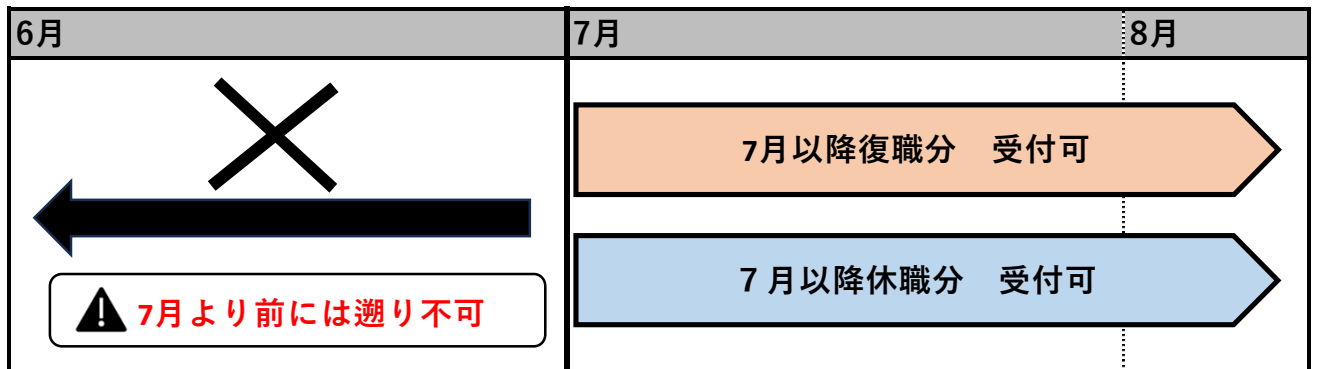 6月
7月
8月
7月以降復職分　受付可
７月以降休職分　受付可
7月より前には遡り不可